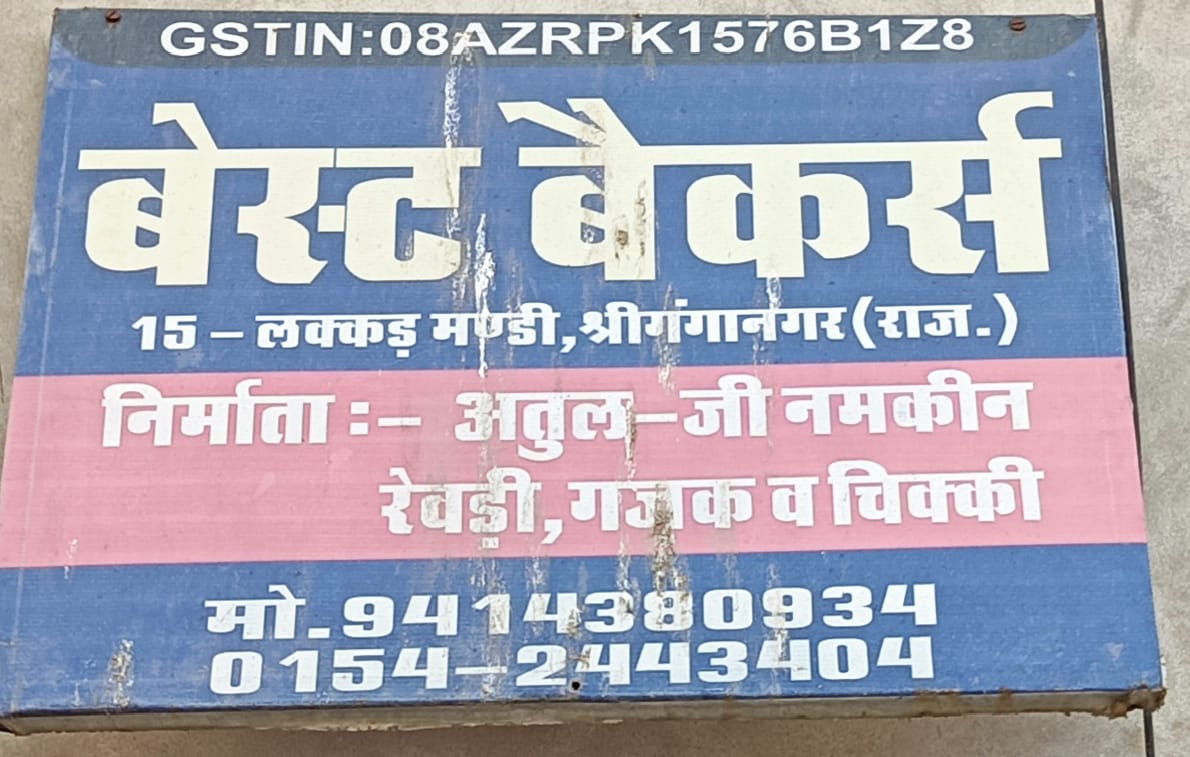 GSTIN:08AZRPK1576B1Z8
बेस्ट बैकर्स
15 – लक्कड़ मण्डी,श्रीगंगानगर(राज.)
निर्माता :– अतुल–जी नमकीन
रेवड़ी,गजक व चिक्की
मो.9414380934
0154–2443404